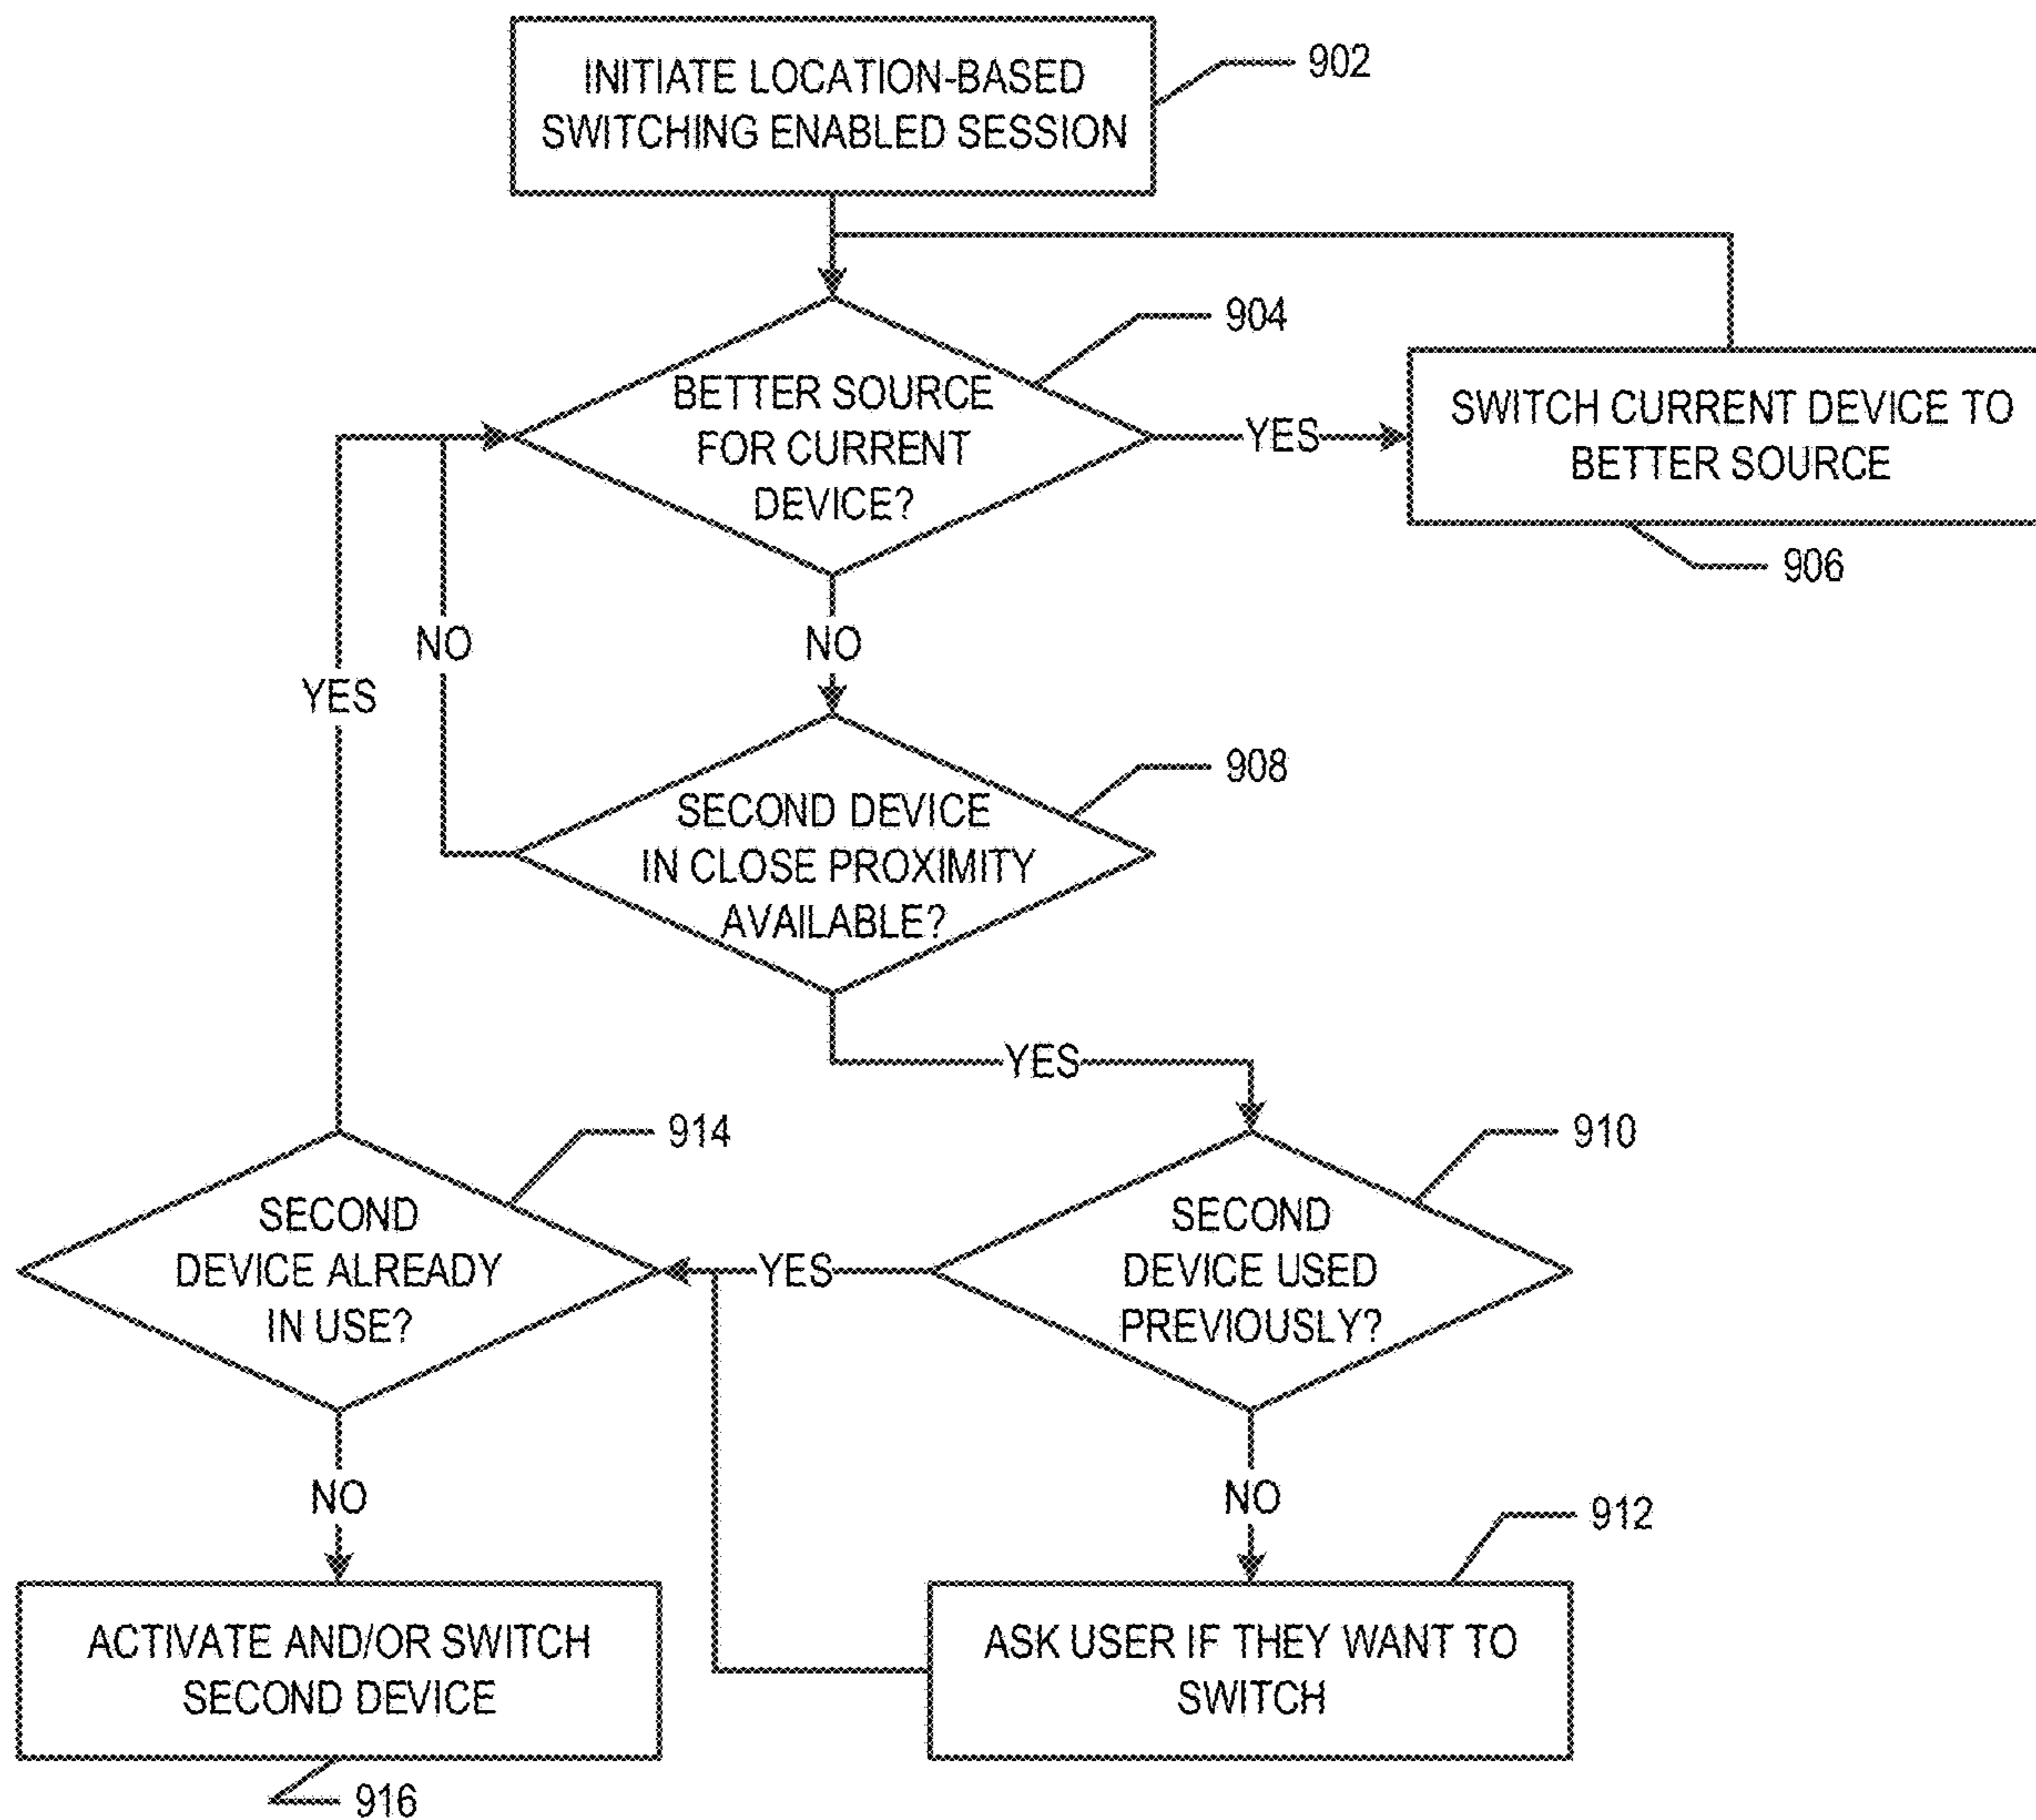 INITIATE LOCATION-BASED
SWITCHING ENABLED SESSION
902
BETTER SOURCE
FOR CURRENT
DEVICE?
904
YES
SWITCH CURRENT DEVICE TO
BETTER SOURCE
906
NO
NO
YES
SECOND DEVICE
IN CLOSE PROXIMITY
AVAILABLE?
908
YES
SECOND
DEVICE ALREADY
IN USE?
914
YES
SECOND
DEVICE USED
PREVIOUSLY?
910
NO
NO
ACTIVATE AND/OR SWITCH
SECOND DEVICE
916
ASK USER IF THEY WANT TO
SWITCH
912